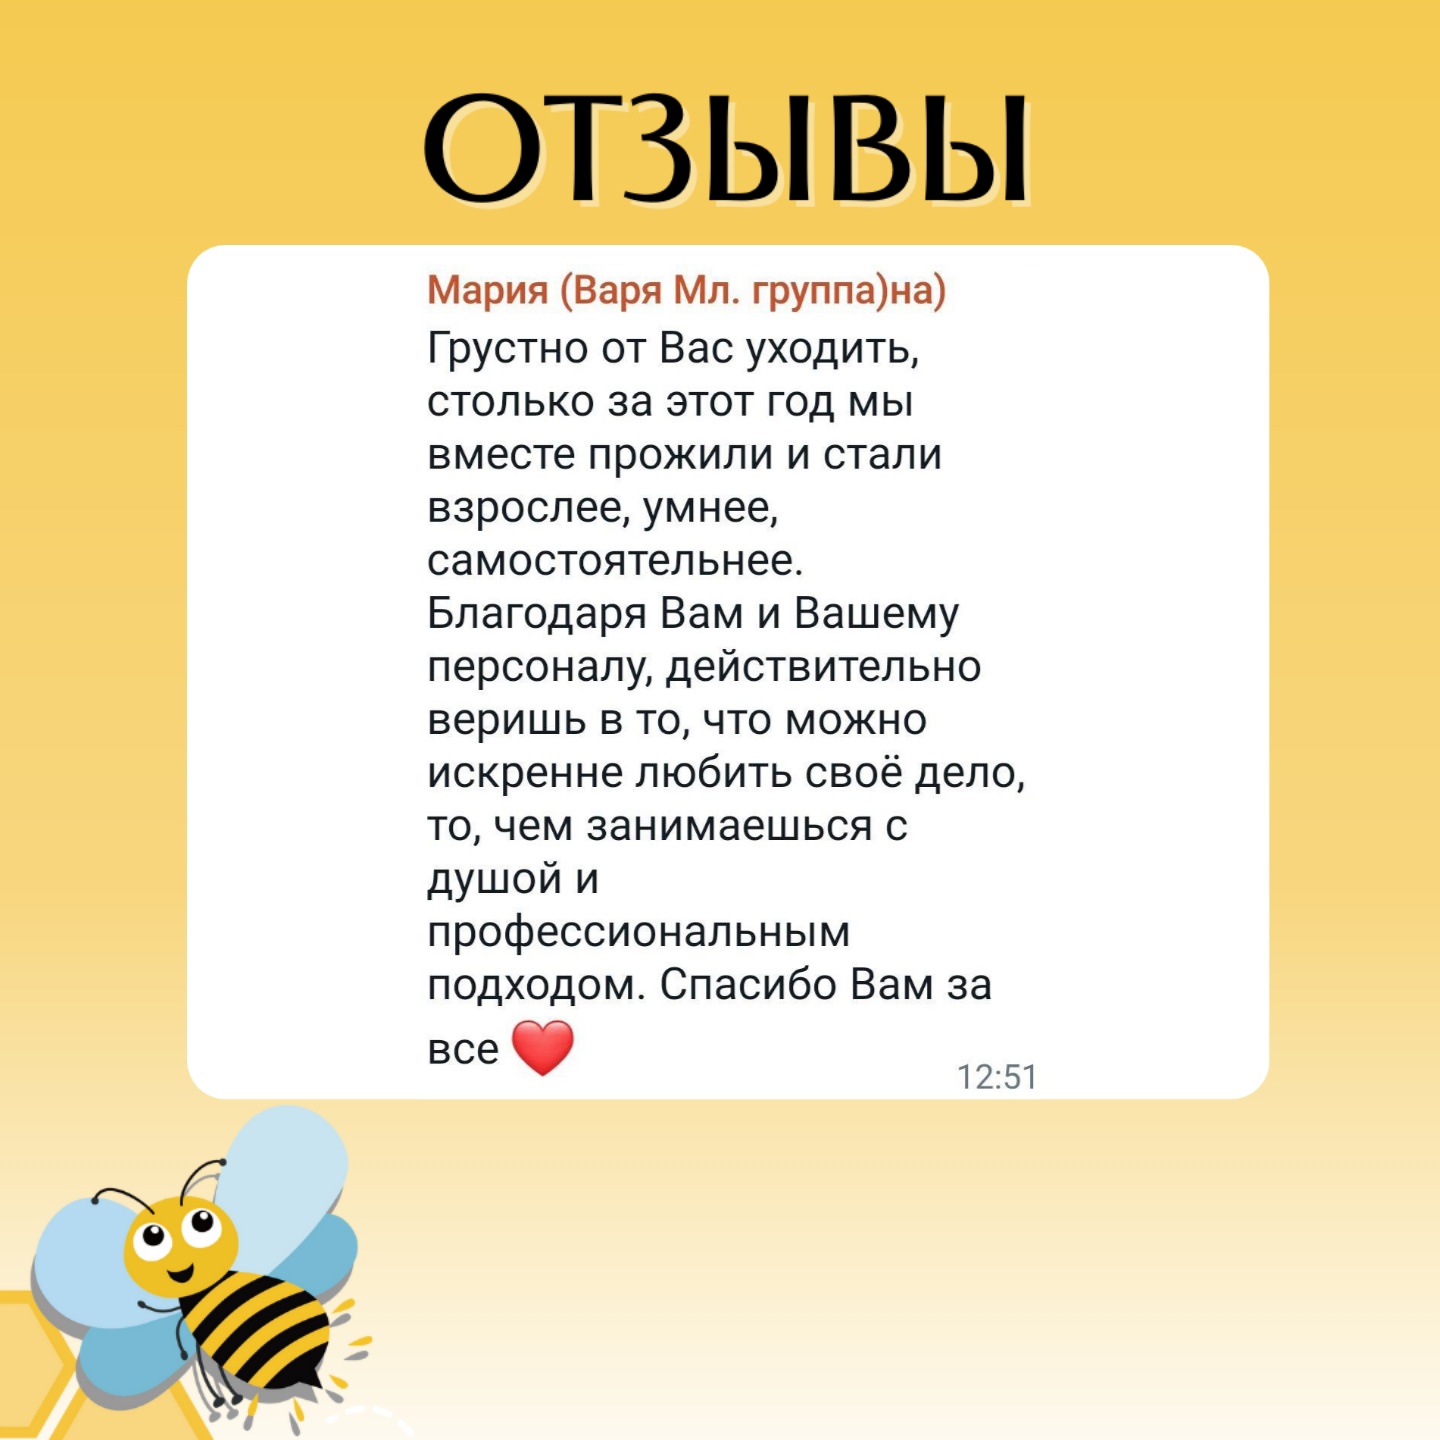 ОТЗЫВЫ
Мария (Варя Мл. группа)на)
Грустно от Вас уходить,
столько за этот год мы
вместе прожили и стали
взрослее, умнее,
самостоятельнее.
Благодаря Вам и Вашему
персоналу, действительно
веришь в то, что можно
искренне любить своё дело,
то, чем занимаешься с
душой и
профессиональным
подходом. Спасибо Вам за
все ❤️
12:51